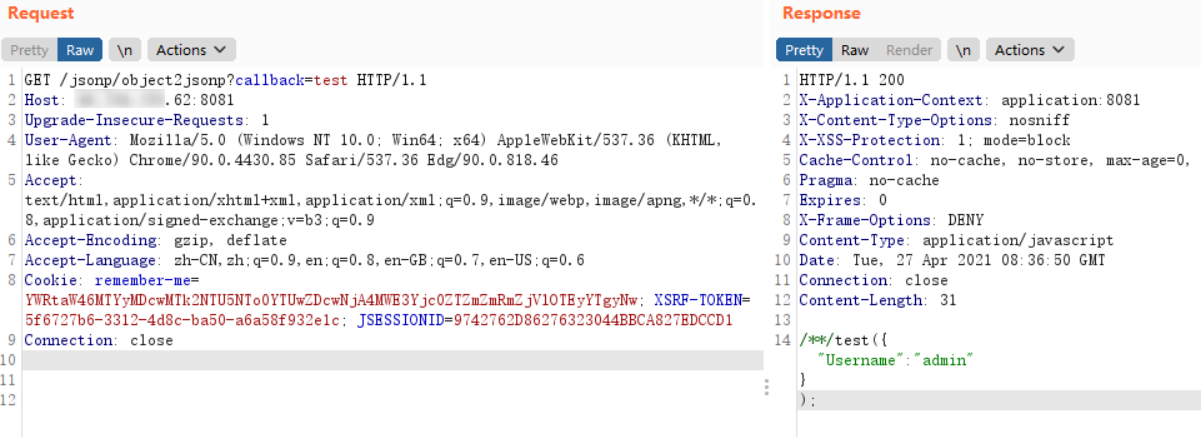 Request
Pretty Raw \n Actions
1 GET /jsonp/object2jsonp?callback=test HTTP/1.1
2 Host: .62:8081
3 Upgrade-Insecure-Requests: 1
4 User-Agent: Mozilla/5.0 (Windows NT 10.0; Win64; x64) AppleWebKit/537.36 (KHTML,
like Gecko) Chrome/90.0.4430.85 Safari/537.36 Edg/90.0.818.46
5 Accept:
text/html,application/xhtml+xml,application/xml;q=0.9,image/webp,image/apng,*/*;q=0.
8,application/signed-exchange;v=b3;q=0.9
6 Accept-Encoding: gzip, deflate
7 Accept-Language: zh-CN,zh;q=0.9,en;q=0.8,en-GB;q=0.7,en-US;q=0.6
8 Cookie: remember-me=
YWRtaW46MTYyMDcwMTk2NTU5NTo0YTUwZDcwNjA4MWE3Yjc0ZTZmZmRmZjV1OTEyYTgyNw; XSRF-TOKEN=
5f6727b6-3312-4d8c-ba50-a6a58f932e1c; JSESSIONID=9742762D86276323044BBCA827EDCCD1
9 Connection: close
10
11
12
Response
Pretty Raw Render \n Actions
1 HTTP/1.1 200
2 X-Application-Context: application:8081
3 X-Content-Type-Options: nosniff
4 X-XSS-Protection: 1; mode=block
5 Cache-Control: no-cache, no-store, max-age=0,
6 Pragma: no-cache
7 Expires: 0
8 X-Frame-Options: DENY
9 Content-Type: application/javascript
10 Date: Tue, 27 Apr 2021 08:36:50 GMT
11 Connection: close
12 Content-Length: 31
13
14 /**/test({
"Username":"admin"
}
);